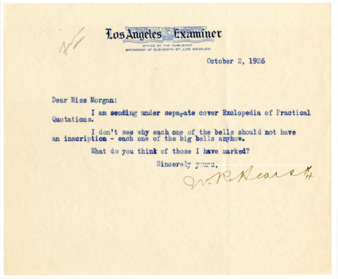 Los Angeles Examiner
OFFICE OF THE PUBLISHER
BROADWAY AT ELEVENTH ST., LOS ANGELES
October 2, 1926
Dear Miss Morgan:
I am sending under separate cover Exclopedia of Practical
Quotations.
I don't see why each one of the bells should not have
an inscription - each one of the big bells anyhow.
What do you think of those I have marked?
Sincerely yours,
W. R. Hearst